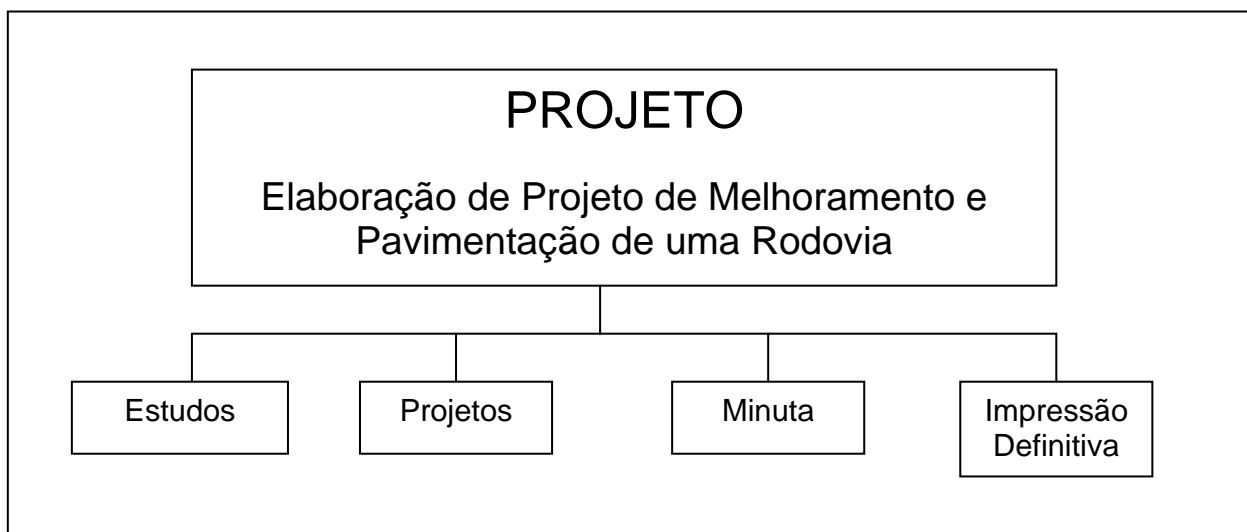 PROJETO
Elaboração de Projeto de Melhoramento e
Pavimentação de uma Rodovia
Estudos
Projetos
Minuta
Impressão
Definitiva